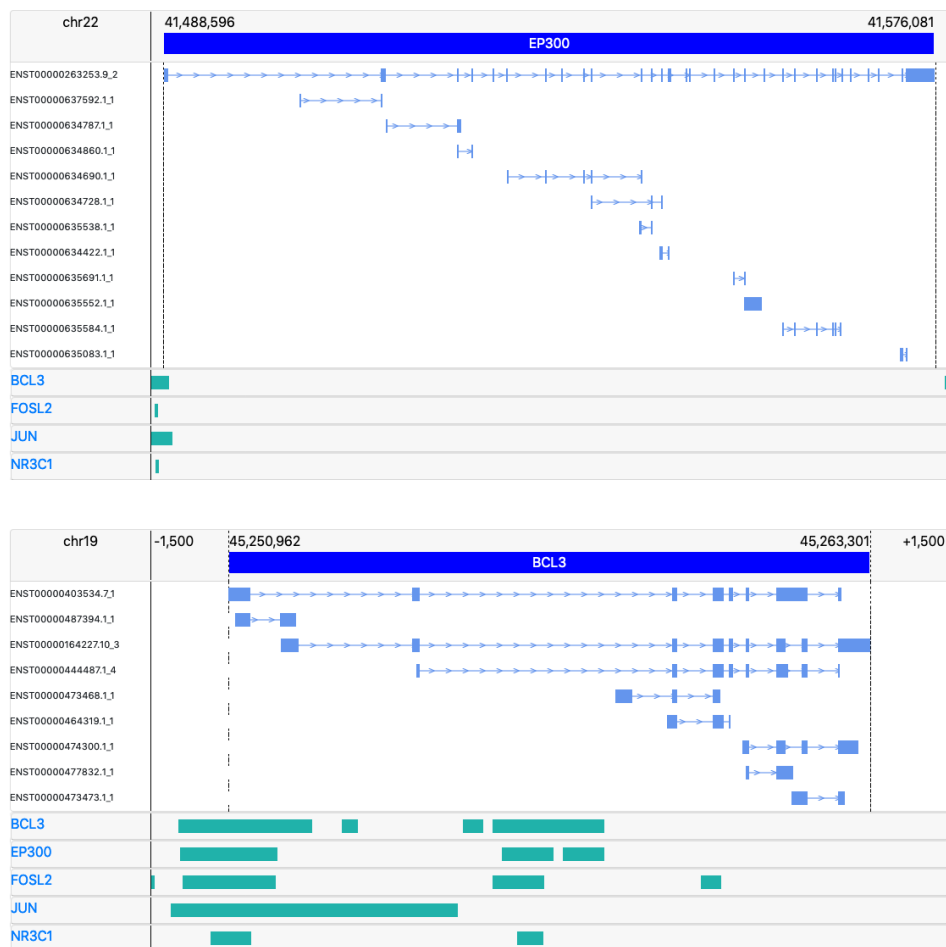 chr22 41,488,596 41,576,081
EP300
ENST00000263253.9_2
ENST00000637592.1_1
ENST00000634787.1_1
ENST00000634860.1_1
ENST00000634690.1_1
ENST00000634728.1_1
ENST00000635538.1_1
ENST00000634422.1_1
ENST00000635691.1_1
ENST00000635552.1_1
ENST00000635584.1_1
ENST00000635083.1_1
BCL3
FOSL2
JUN
NR3C1
chr19 -1,500 45,250,962 45,263,301 +1,500
BCL3
ENST00000403534.7_1
ENST00000487394.1_1
ENST00000164227.10_3
ENST00000444487.1_4
ENST00000473468.1_1
ENST00000464319.1_1
ENST00000474300.1_1
ENST00000477832.1_1
ENST00000473473.1_1
BCL3
EP300
FOSL2
JUN
NR3C1